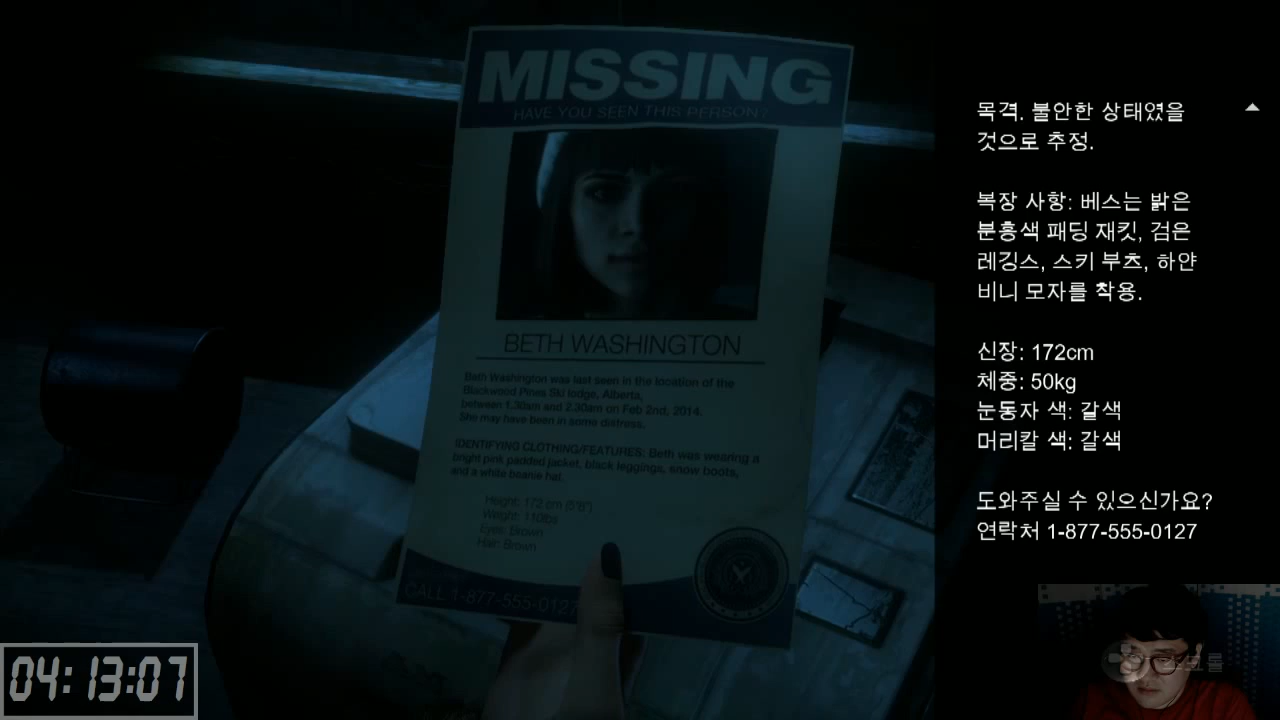 MISSING
HAVE YOU SEEN THIS PERSON?
BETH WASHINGTON
Beth Washington was last seen in the location of the
Blackwood Pines Ski lodge, Alberta,
between 1.30am and 2.30am on Feb 2nd, 2014.
She may have been in some distress.
IDENTIFYING CLOTHING/FEATURES: Beth was wearing a
bright pink padded jacket, black leggings, snow boots,
and a white beanie hat.
Height: 172 cm (5'8")
Weight: 110lbs
Eyes: Brown
Hair: Brown
CALL 1-877-555-0127
목격. 불안한 상태였을
것으로 추정.
복장 사항: 베스는 밝은
분홍색 패딩 재킷, 검은
레깅스, 스키 부츠, 하얀
비니 모자를 착용.
신장: 172cm
체중: 50kg
눈동자 색: 갈색
머리칼 색: 갈색
도와주실 수 있으신가요?
연락처 1-877-555-0127
스크롤
04:13:07